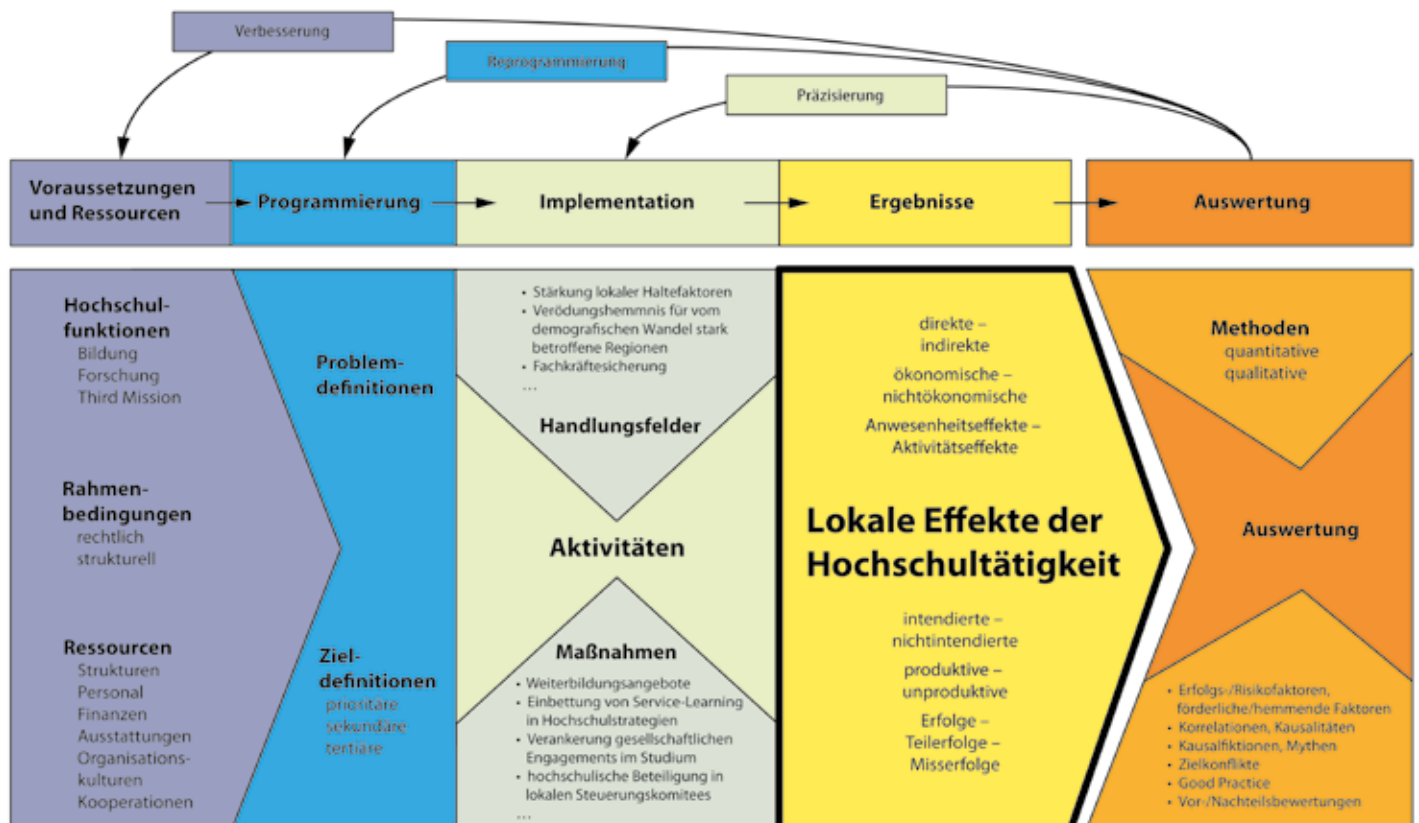 Verbesserung
Reprogrammierung
Präzisierung
Voraussetzungen
und Ressourcen
Programmierung
Implementation
Ergebnisse
Auswertung
Hochschul-
funktionen
Bildung
Forschung
Third Mission
Rahmen-
bedingungen
rechtlich
strukturell
Ressourcen
Strukturen
Personal
Finanzen
Ausstattungen
Organisations-
kulturen
Kooperationen
Problem-
definitionen
Ziel-
definitionen
prioritäre
sekundäre
tertiäre
• Stärkung lokaler Haltefaktoren
• Verödungshemmnis für vom
demografischen Wandel stark
betroffene Regionen
• Fachkräftesicherung
...
Handlungsfelder
Aktivitäten
Maßnahmen
• Weiterbildungsangebote
• Einbettung von Service-Learning
in Hochschulstrategien
• Verankerung gesellschaftlichen
Engagements im Studium
• hochschulische Beteiligung in
lokalen Steuerungskomitees
...
direkte –
indirekte
ökonomische –
nichtökonomische
Anwesenheitseffekte –
Aktivitätseffekte
Lokale Effekte der
Hochschultätigkeit
intendierte –
nichtintendierte
produktive –
unproduktive
Erfolge –
Teilerfolge –
Misserfolge
Methoden
quantitative
qualitative
Auswertung
• Erfolgs-/Risikofaktoren,
förderliche/hemmende Faktoren
• Korrelationen, Kausalitäten
• Kausalfiktionen, Mythen
• Zielkonflikte
• Good Practice
• Vor-/Nachteilsbewertungen